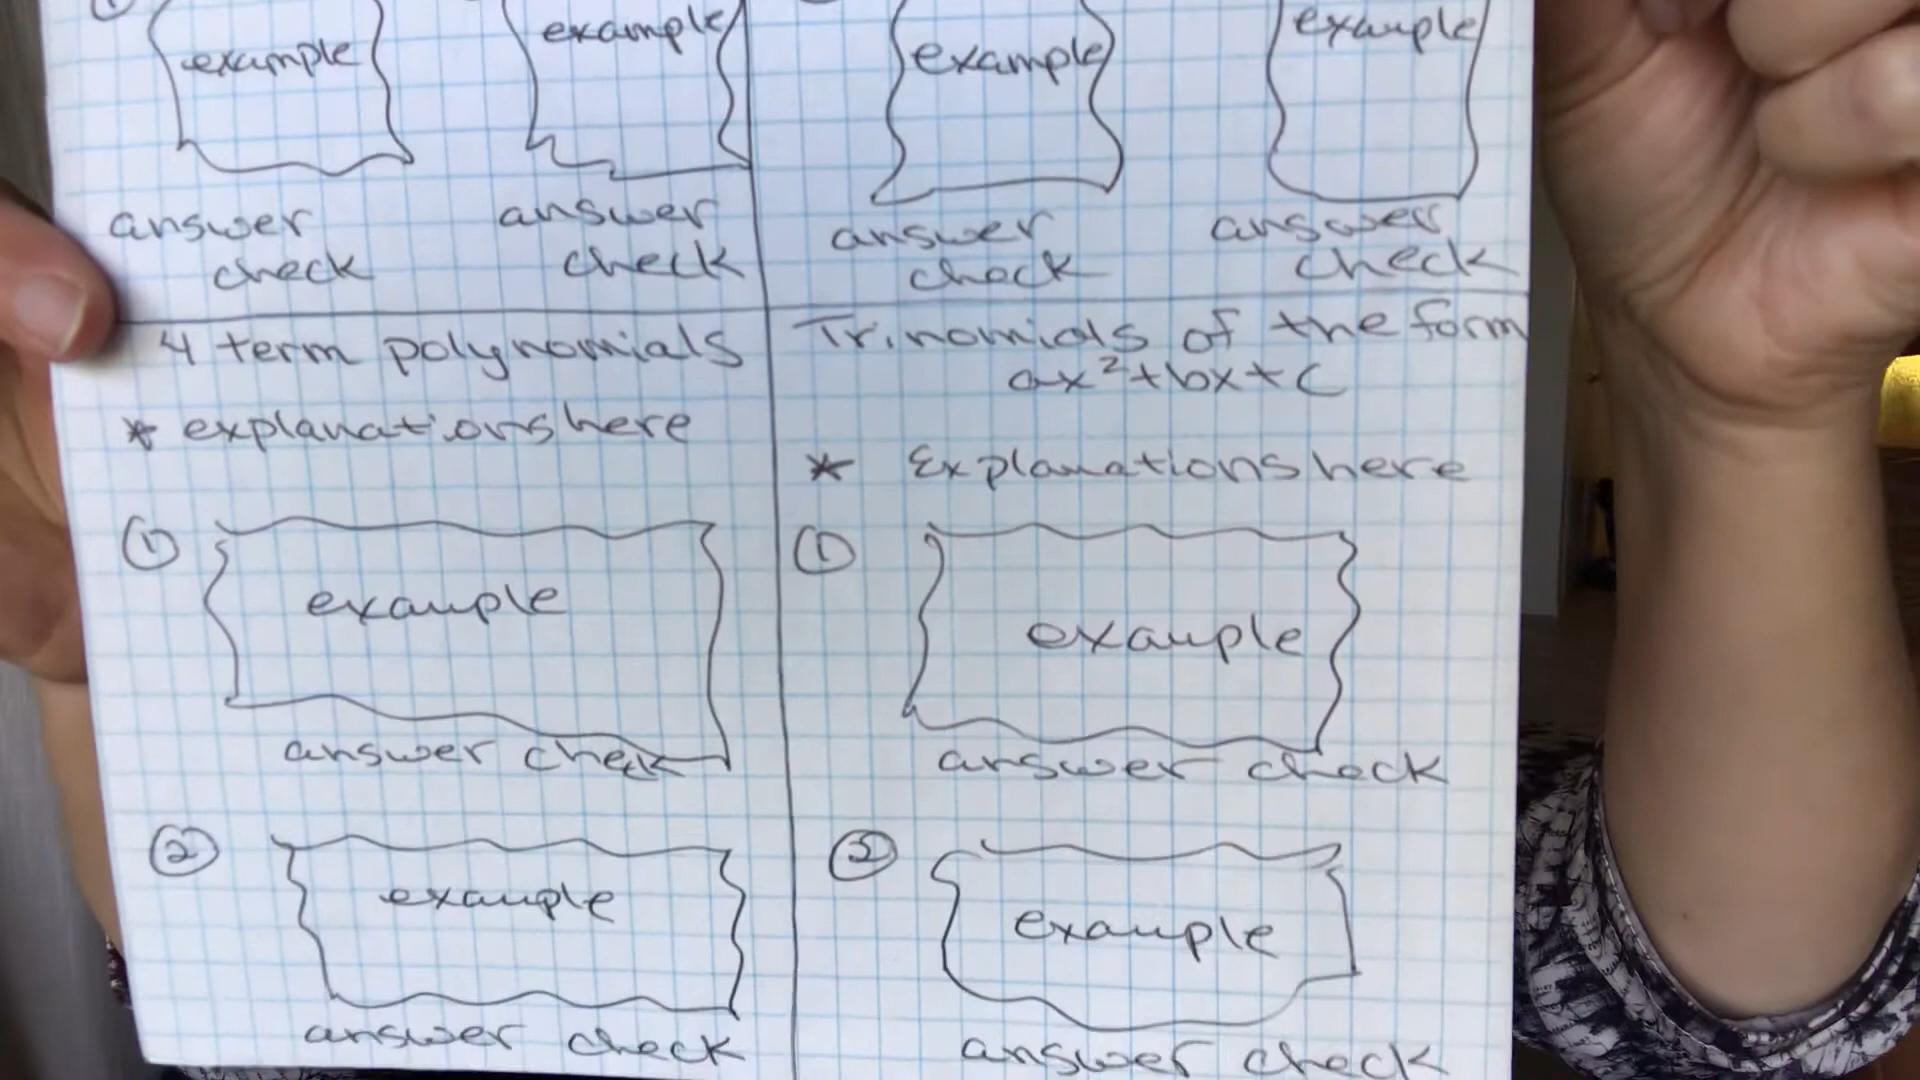 example example example example
answer answer answer answer
check check check check
4 term polynomials
* explanations here
①
example
answer check
②
example
answer check
Trinomials of the form
ax²+bx+c
* Explanations here
①
example
answer check
②
example
answer check